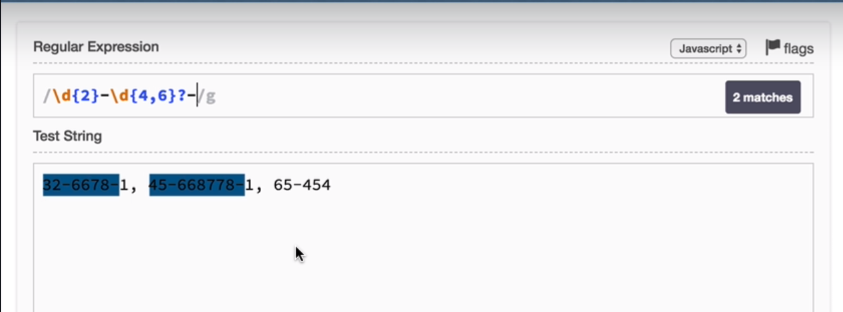 Regular Expression
Javascript flags
/\d{2}-\d{4,6}?-/g
2 matches
Test String
32-6678-1, 45-668778-1, 65-454